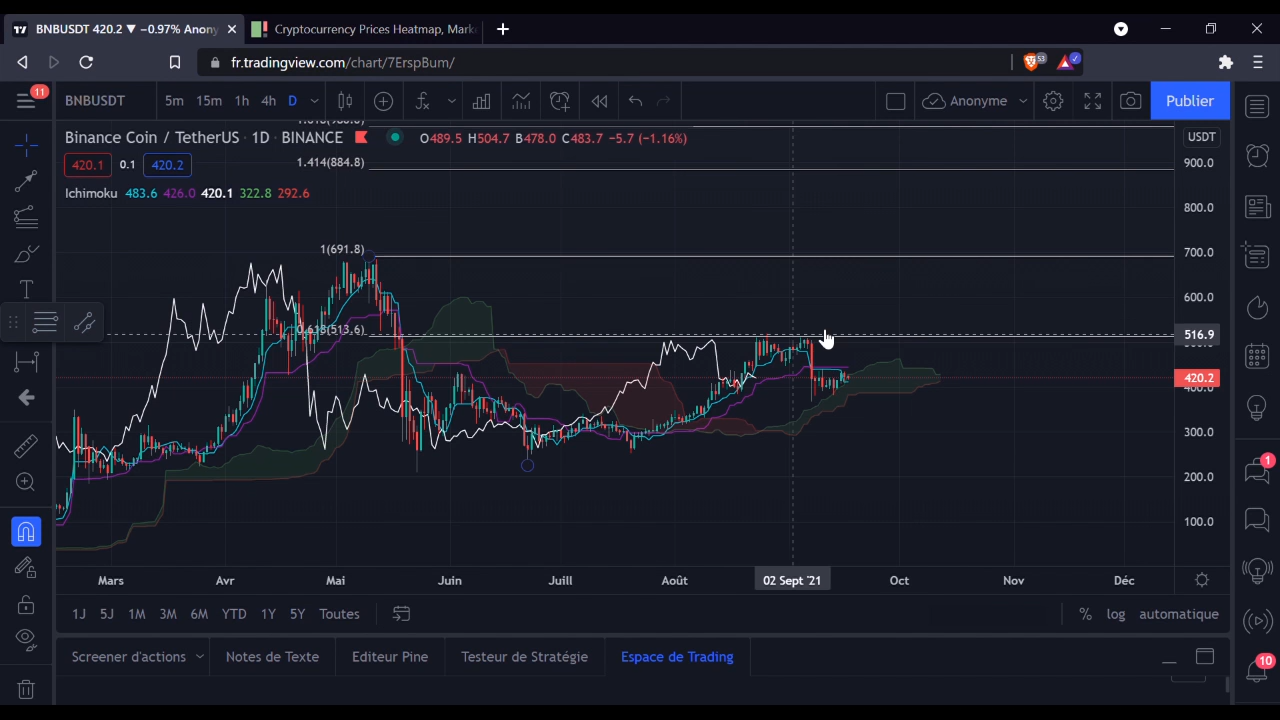 BNBUSDT 420.2 ▼ −0.97% Anony
Cryptocurrency Prices Heatmap, Mark
fr.tradingview.com/chart/7ErspBum/
53
11
BNBUSDT
5m 15m 1h 4h D
Anonyme
Publier
1.618(988.8)
Binance Coin / TetherUS · 1D · BINANCE
O489.5 H504.7 B478.0 C483.7 −5.7 (−1.16%)
USDT
420.1 0.1 420.2
1.414(884.8)
900.0
Ichimoku 483.6 426.0 420.1 322.8 292.6
800.0
1(691.8)
700.0
600.0
0.618(513.6)
516.9
420.2
400.0
300.0
200.0
100.0
Mars Avr Mai Juin Juill Août 02 Sept '21 Oct Nov Déc
1J 5J 1M 3M 6M YTD 1Y 5Y Toutes
% log automatique
Screener d'actions Notes de Texte Editeur Pine Testeur de Stratégie Espace de Trading
1
10